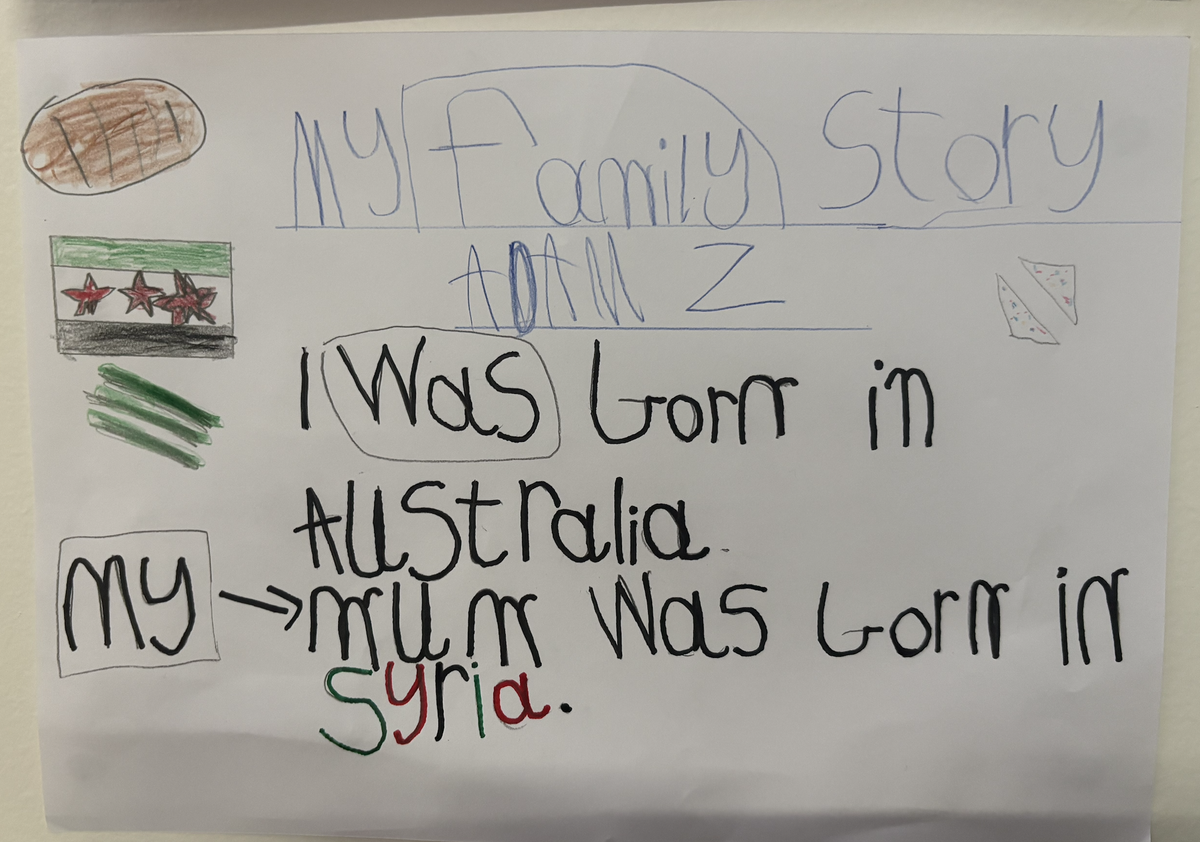 My Family Story
ADAM Z
I Was born in
Australia.
My → mum Was born in
Syria.